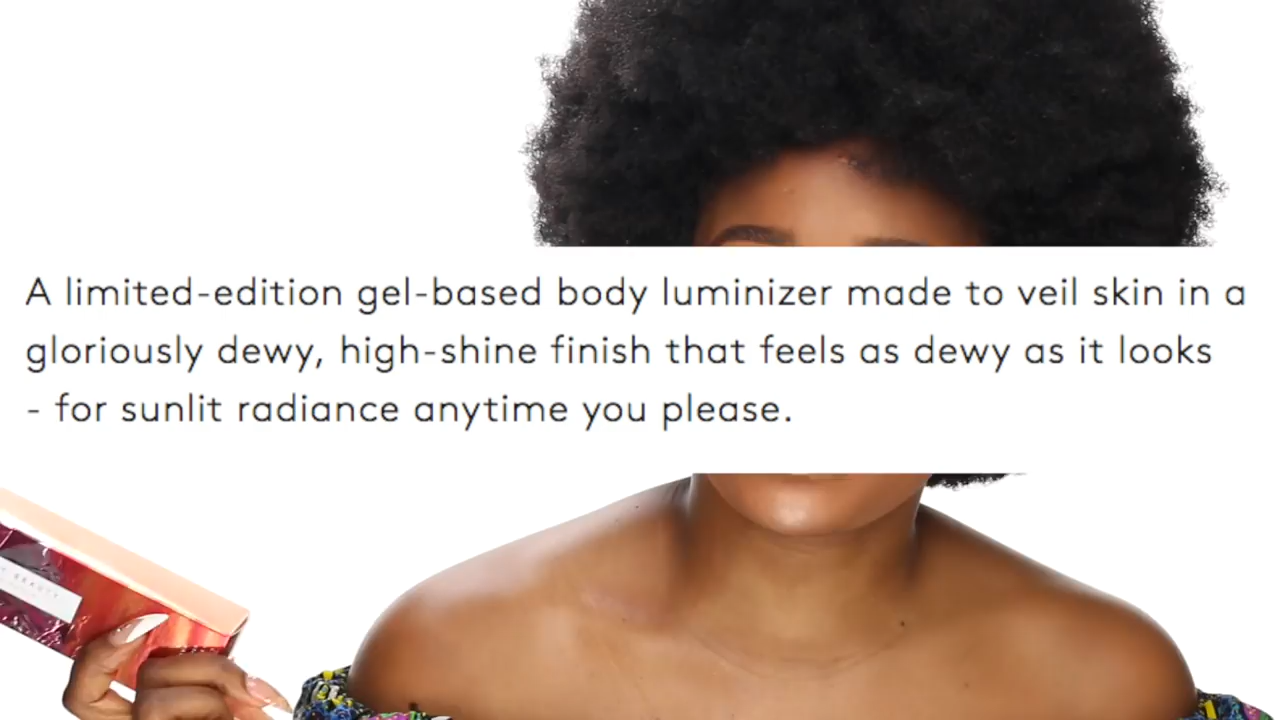 A limited-edition gel-based body luminizer made to veil skin in a
gloriously dewy, high-shine finish that feels as dewy as it looks
- for sunlit radiance anytime you please.
BEAUTY